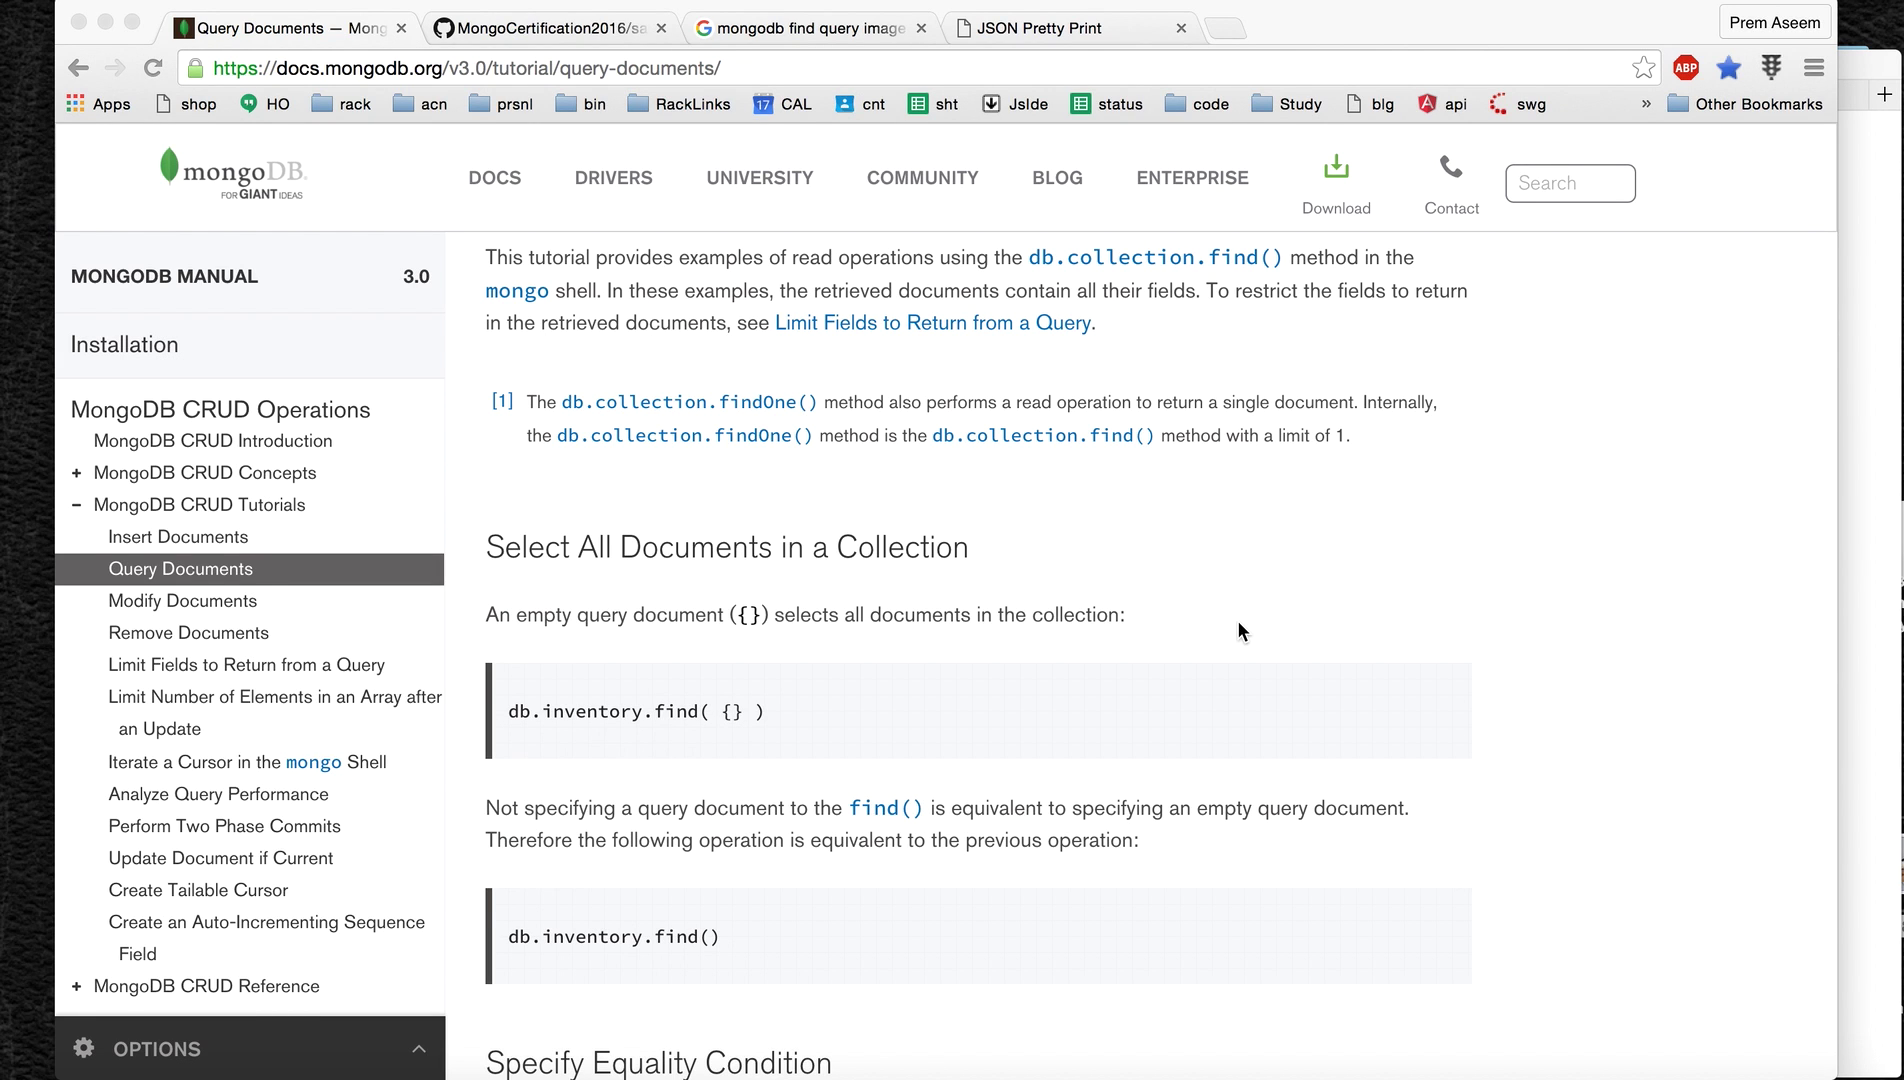 Query Documents — Mong
MongoCertification2016/sa
mongodb find query image
JSON Pretty Print
Prem Aseem
https://docs.mongodb.org/v3.0/tutorial/query-documents/
ABP
Apps shop HO rack acn prsnl bin RackLinks 17 CAL cnt sht JsIde status code Study blg api swg » Other Bookmarks
mongoDB.
FOR GIANT IDEAS
DOCS DRIVERS UNIVERSITY COMMUNITY BLOG ENTERPRISE
Download
Contact
Search
MONGODB MANUAL 3.0
Installation
MongoDB CRUD Operations
MongoDB CRUD Introduction
+ MongoDB CRUD Concepts
– MongoDB CRUD Tutorials
Insert Documents
Query Documents
Modify Documents
Remove Documents
Limit Fields to Return from a Query
Limit Number of Elements in an Array after
an Update
Iterate a Cursor in the mongo Shell
Analyze Query Performance
Perform Two Phase Commits
Update Document if Current
Create Tailable Cursor
Create an Auto-Incrementing Sequence
Field
+ MongoDB CRUD Reference
OPTIONS
This tutorial provides examples of read operations using the db.collection.find() method in the
mongo shell. In these examples, the retrieved documents contain all their fields. To restrict the fields to return
in the retrieved documents, see Limit Fields to Return from a Query.
[1] The db.collection.findOne() method also performs a read operation to return a single document. Internally,
the db.collection.findOne() method is the db.collection.find() method with a limit of 1.
Select All Documents in a Collection
An empty query document ({}) selects all documents in the collection:
db.inventory.find( {} )
Not specifying a query document to the find() is equivalent to specifying an empty query document.
Therefore the following operation is equivalent to the previous operation:
db.inventory.find()
Specify Equality Condition